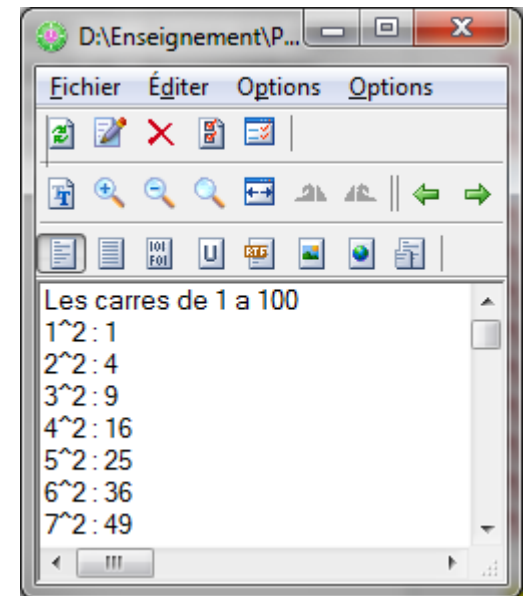 D:\Enseignement\P...
Fichier Éditer Options Options
Les carres de 1 a 100
1^2 : 1
2^2 : 4
3^2 : 9
4^2 : 16
5^2 : 25
6^2 : 36
7^2 : 49